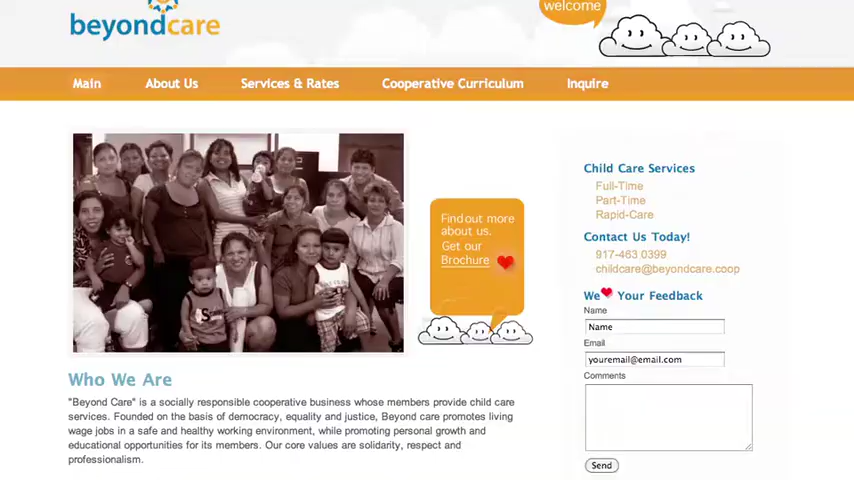 beyondcare
welcome
Main About Us Services & Rates Cooperative Curriculum Inquire
Find out more
about us.
Get our
Brochure
Child Care Services
Full-Time
Part-Time
Rapid-Care
Contact Us Today!
917-463 0399
childcare@beyondcare.coop
We Your Feedback
Name
Name
Email
youremail@email.com
Comments
Send
Who We Are
"Beyond Care" is a socially responsible cooperative business whose members provide child care
services. Founded on the basis of democracy, equality and justice, Beyond care promotes living
wage jobs in a safe and healthy working environment, while promoting personal growth and
educational opportunities for its members. Our core values are solidarity, respect and
professionalism.